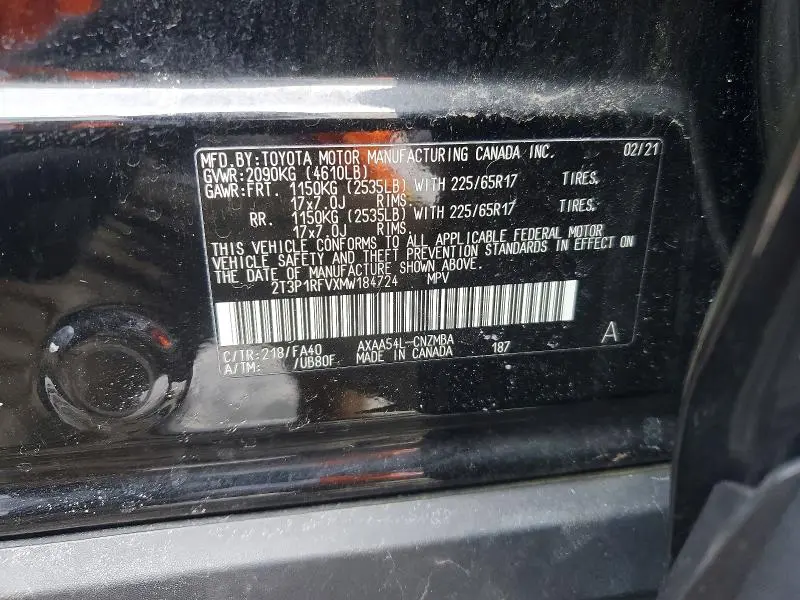 MFD. BY: TOYOTA MOTOR MANUFACTURING CANADA INC. 02/21
GVWR: 2090KG (4610LB)
GAWR: FRT. 1150KG (2535LB) WITH 225/65R17 TIRES,
17x7.0J RIMS,
RR. 1150KG (2535LB) WITH 225/65R17 TIRES,
17x7.0J RIMS,
THIS VEHICLE CONFORMS TO ALL APPLICABLE FEDERAL MOTOR
VEHICLE SAFETY AND THEFT PREVENTION STANDARDS IN EFFECT ON
THE DATE OF MANUFACTURE SHOWN ABOVE.
2T3P1RFVXMW184724 MPV
C/TR: 218/FA40 AXAA54L-CNZMBA 187 A
A/TM: /UB80F MADE IN CANADA